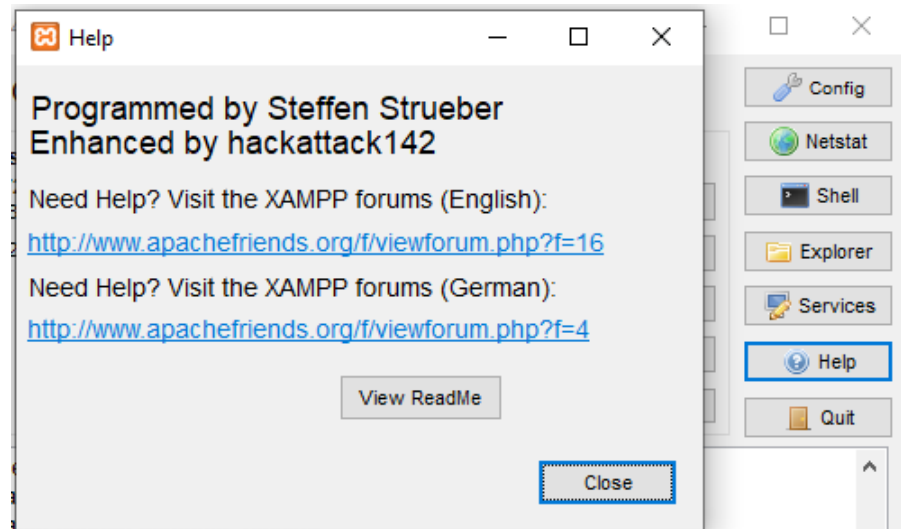 Help
Programmed by Steffen Strueber
Enhanced by hackattack142
Need Help? Visit the XAMPP forums (English):
http://www.apachefriends.org/f/viewforum.php?f=16
Need Help? Visit the XAMPP forums (German):
http://www.apachefriends.org/f/viewforum.php?f=4
View ReadMe
Close
Config
Netstat
Shell
Explorer
Services
Help
Quit